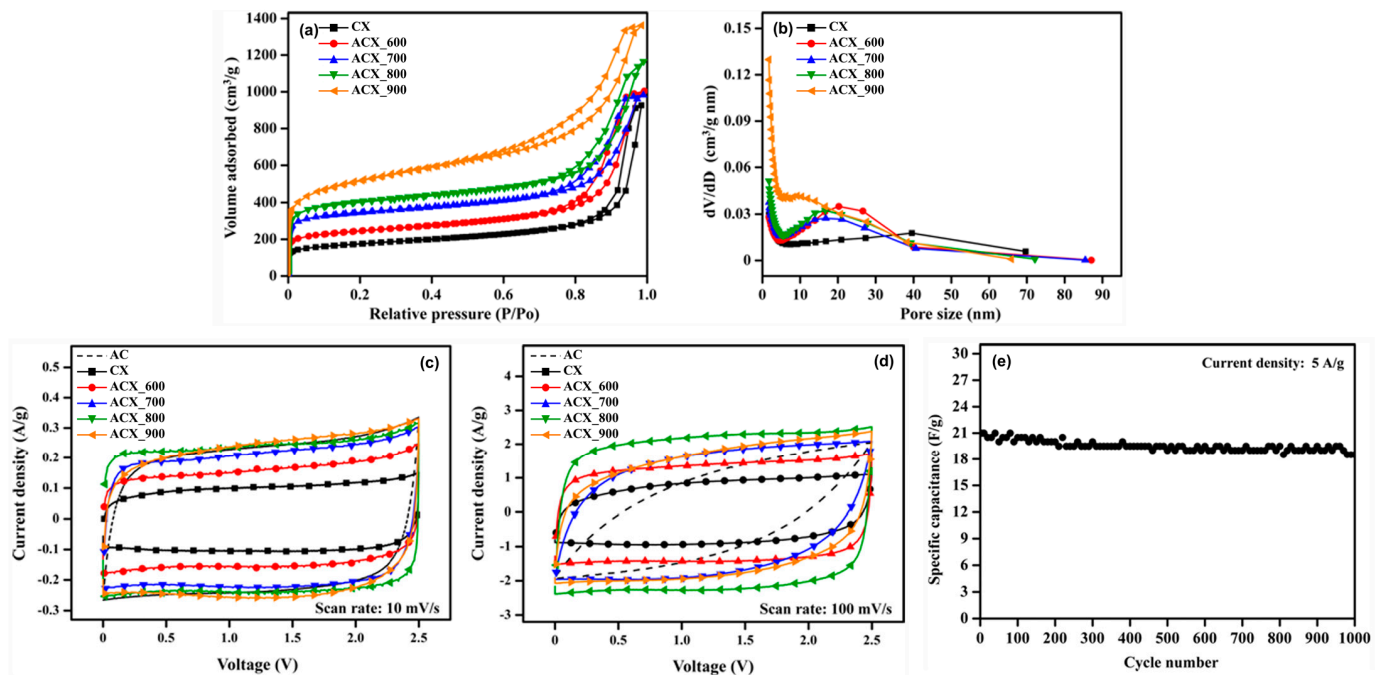 (a)
CX
ACX_600
ACX_700
ACX_800
ACX_900
1400
1200
1000
800
600
400
200
0
Volume adsorbed (cm³/g)
0.0
0.2
0.4
0.6
0.8
1.0
Relative pressure (P/Po)
(b)
CX
ACX_600
ACX_700
ACX_800
ACX_900
0.15
0.12
0.09
0.06
0.03
0
dV/dD (cm³/g nm)
0 10 20 30 40 50 60 70 80 90
Pore size (nm)
(c)
AC
CX
ACX_600
ACX_700
ACX_800
ACX_900
0.5
0.4
0.3
0.2
0.1
0
-0.1
-0.2
-0.3
Current density (A/g)
Scan rate: 10 mV/s
0 0.5 1.0 1.5 2.0 2.5
Voltage (V)
(d)
AC
CX
ACX_600
ACX_700
ACX_800
ACX_900
4
3
2
1
0
-1
-2
-3
Current density (A/g)
Scan rate: 100 mV/s
0 0.5 1.0 1.5 2.0 2.5
Voltage (V)
(e)
Current density: 5 A/g
30
27
24
21
18
15
12
9
6
3
0
Specific capacitance (F/g)
0 100 200 300 400 500 600 700 800 900 1000
Cycle number